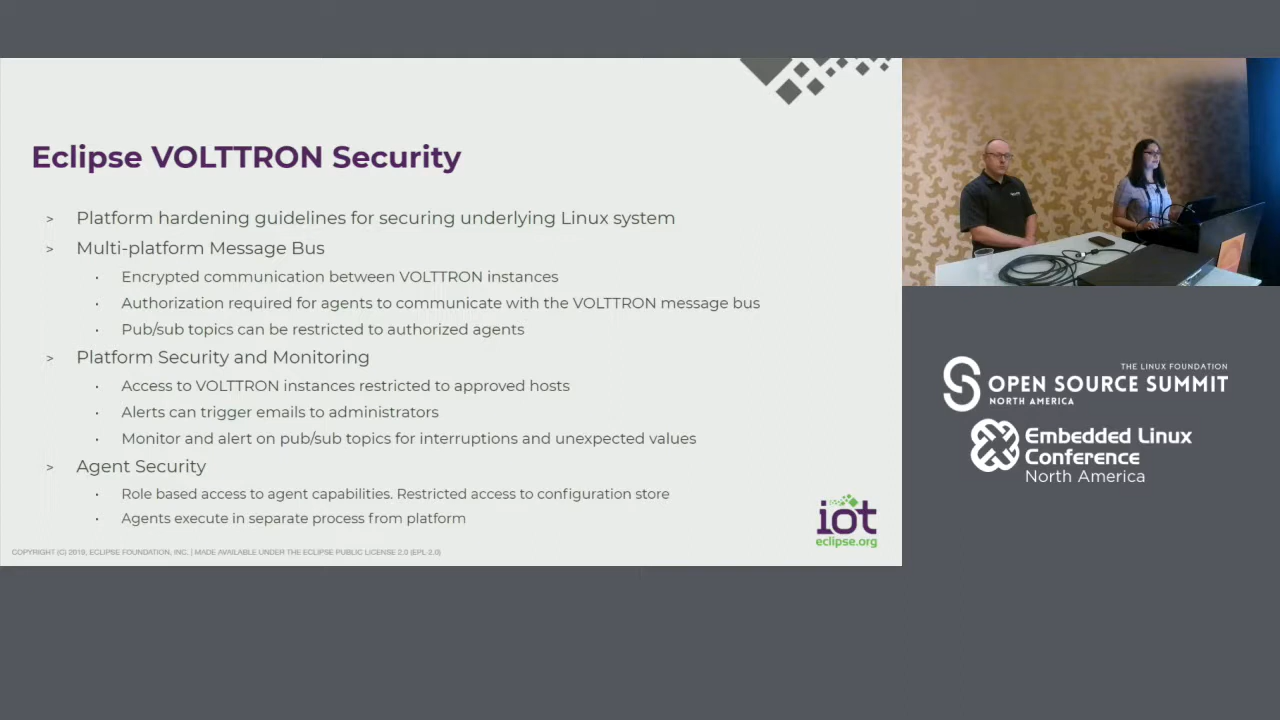 Eclipse VOLTTRON Security
> Platform hardening guidelines for securing underlying Linux system
> Multi-platform Message Bus
• Encrypted communication between VOLTTRON instances
• Authorization required for agents to communicate with the VOLTTRON message bus
• Pub/sub topics can be restricted to authorized agents
> Platform Security and Monitoring
• Access to VOLTTRON instances restricted to approved hosts
• Alerts can trigger emails to administrators
• Monitor and alert on pub/sub topics for interruptions and unexpected values
> Agent Security
• Role based access to agent capabilities. Restricted access to configuration store
• Agents execute in separate process from platform
iot
eclipse.org
COPYRIGHT (C) 2019, ECLIPSE FOUNDATION, INC. | MADE AVAILABLE UNDER THE ECLIPSE PUBLIC LICENSE 2.0 (EPL-2.0)
THE LINUX FOUNDATION
OPEN SOURCE SUMMIT
NORTH AMERICA
Embedded Linux
Conference
North America